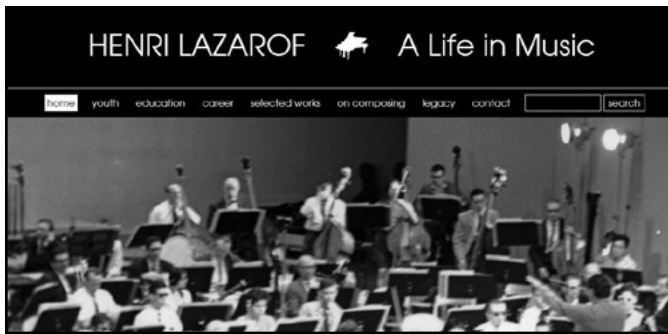 HENRI LAZAROF A Life in Music
home youth education career selected works on composing legacy contact search